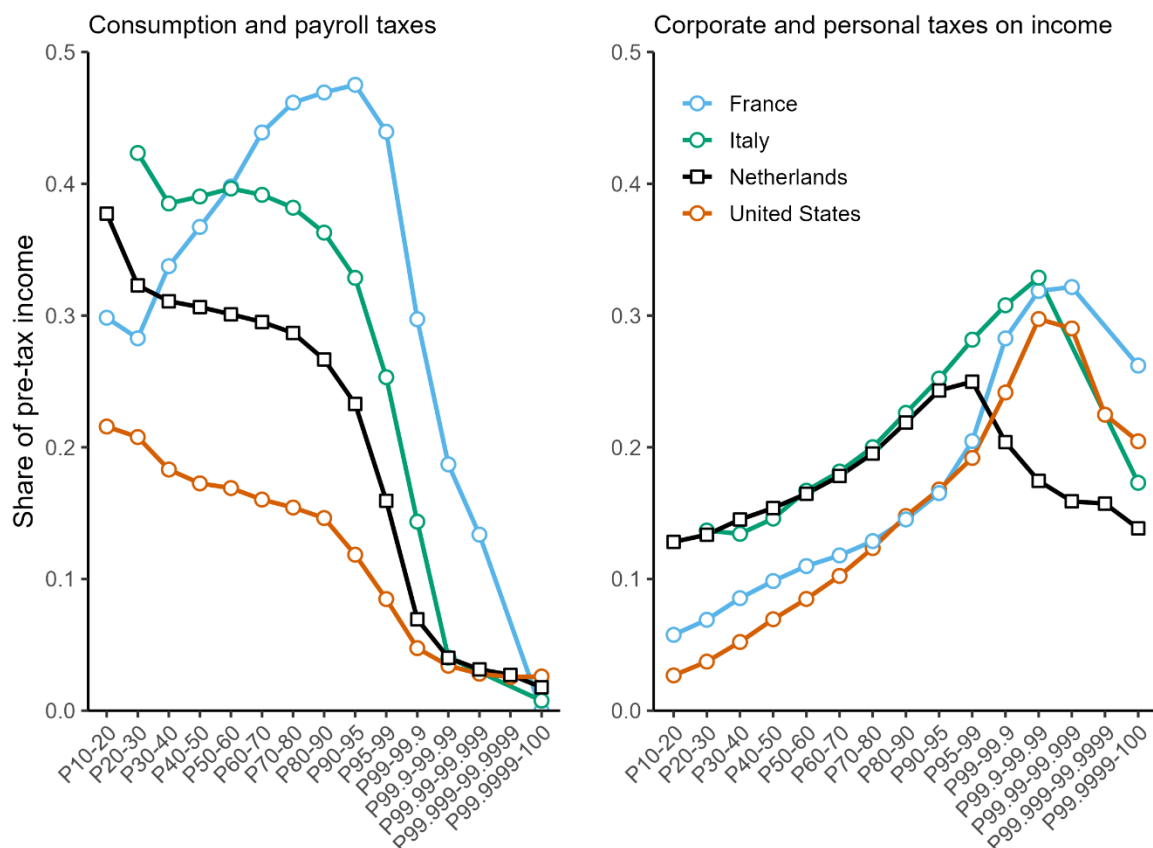 Consumption and payroll taxes
Corporate and personal taxes on income
Share of pre-tax income
0.5
0.4
0.3
0.2
0.1
0.0
P10-20
P20-30
P30-40
P40-50
P50-60
P60-70
P70-80
P80-90
P90-95
P95-99
P99-99.9
P99.9-99.99
P99.99-99.999
P99.999-99.9999
P99.9999-100
0.5
0.4
0.3
0.2
0.1
0.0
France
Italy
Netherlands
United States
P10-20
P20-30
P30-40
P40-50
P50-60
P60-70
P70-80
P80-90
P90-95
P95-99
P99-99.9
P99.9-99.99
P99.99-99.999
P99.999-99.9999
P99.9999-100